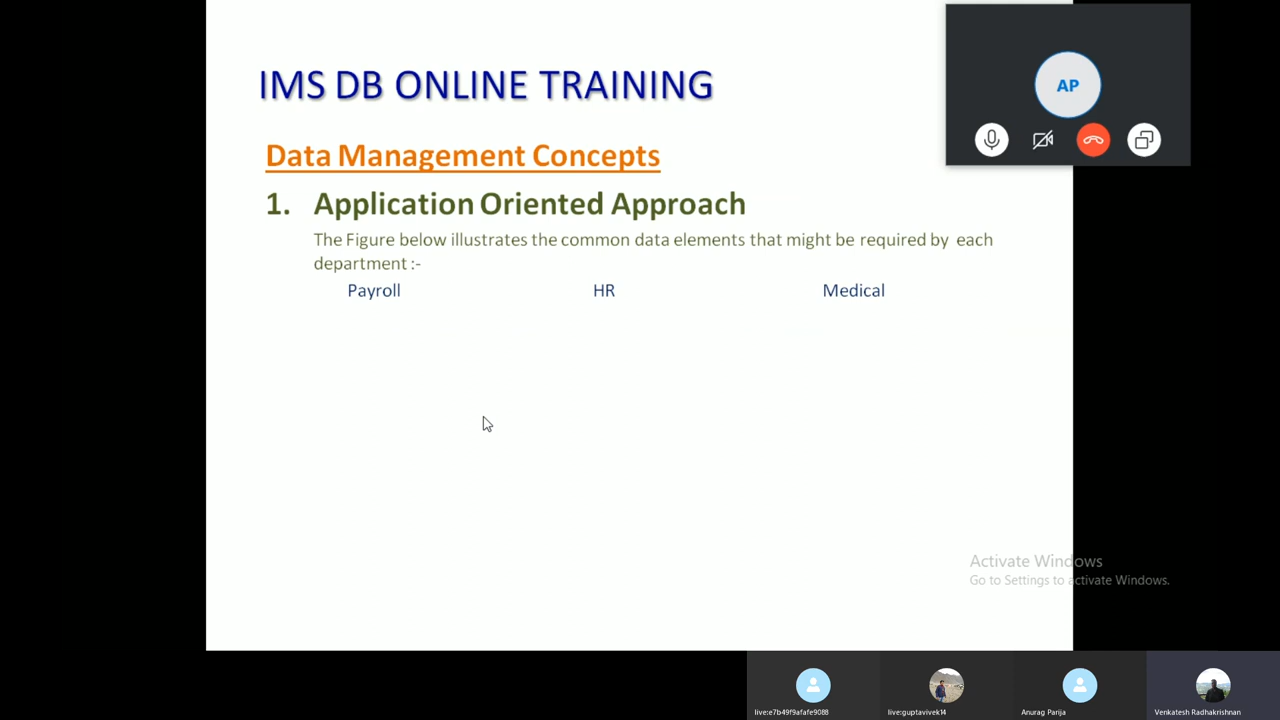 IMS DB ONLINE TRAINING
AP
Data Management Concepts
1. Application Oriented Approach
The Figure below illustrates the common data elements that might be required by each
department :-
Payroll HR Medical
Activate Windows
Go to Settings to activate Windows.
live:e7b49f9afafe9088 live:guptavivek14 Anurag Parija Venkatesh Radhakrishnan